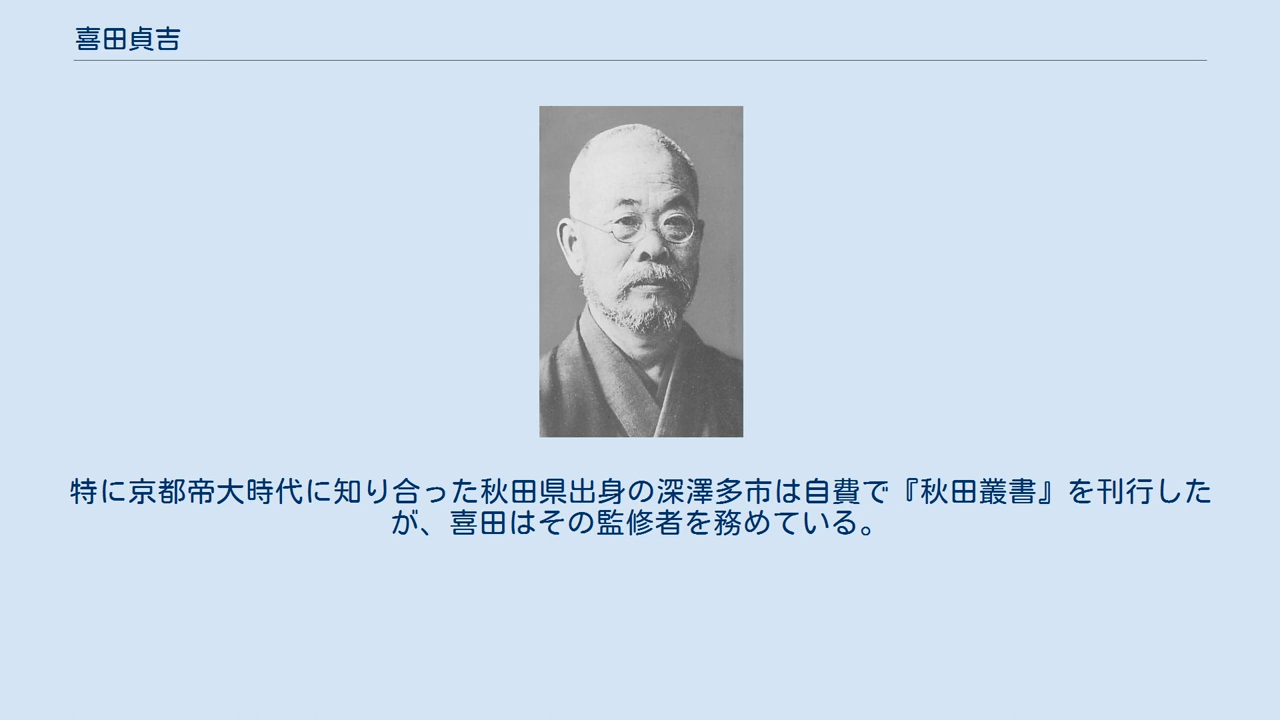 喜田貞吉
特に京都帝大時代に知り合った秋田県出身の深澤多市は自費で『秋田叢書』を刊行した
が、喜田はその監修者を務めている。